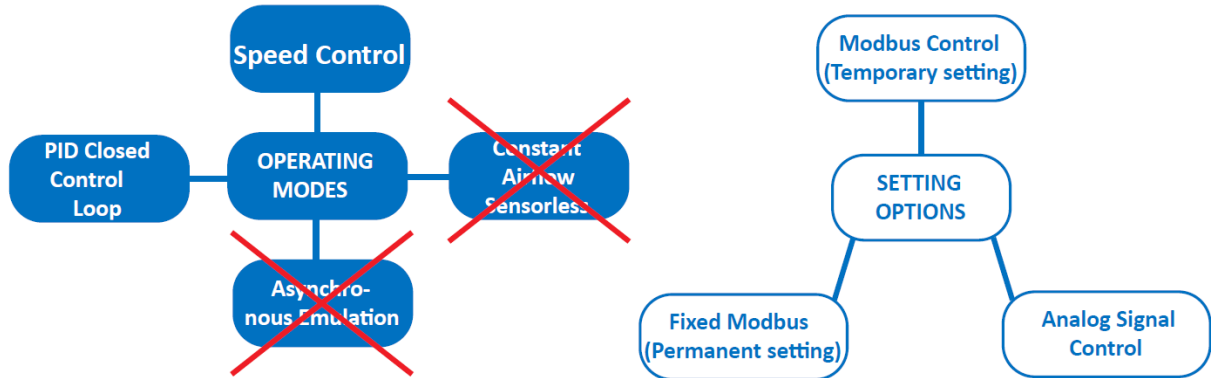 Speed Control
PID Closed
Control
Loop
OPERATING
MODES
Constant
Airflow
Sensorless
Asynchro-
nous Emulation
Modbus Control
(Temporary setting)
SETTING
OPTIONS
Fixed Modbus
(Permanent setting)
Analog Signal
Control